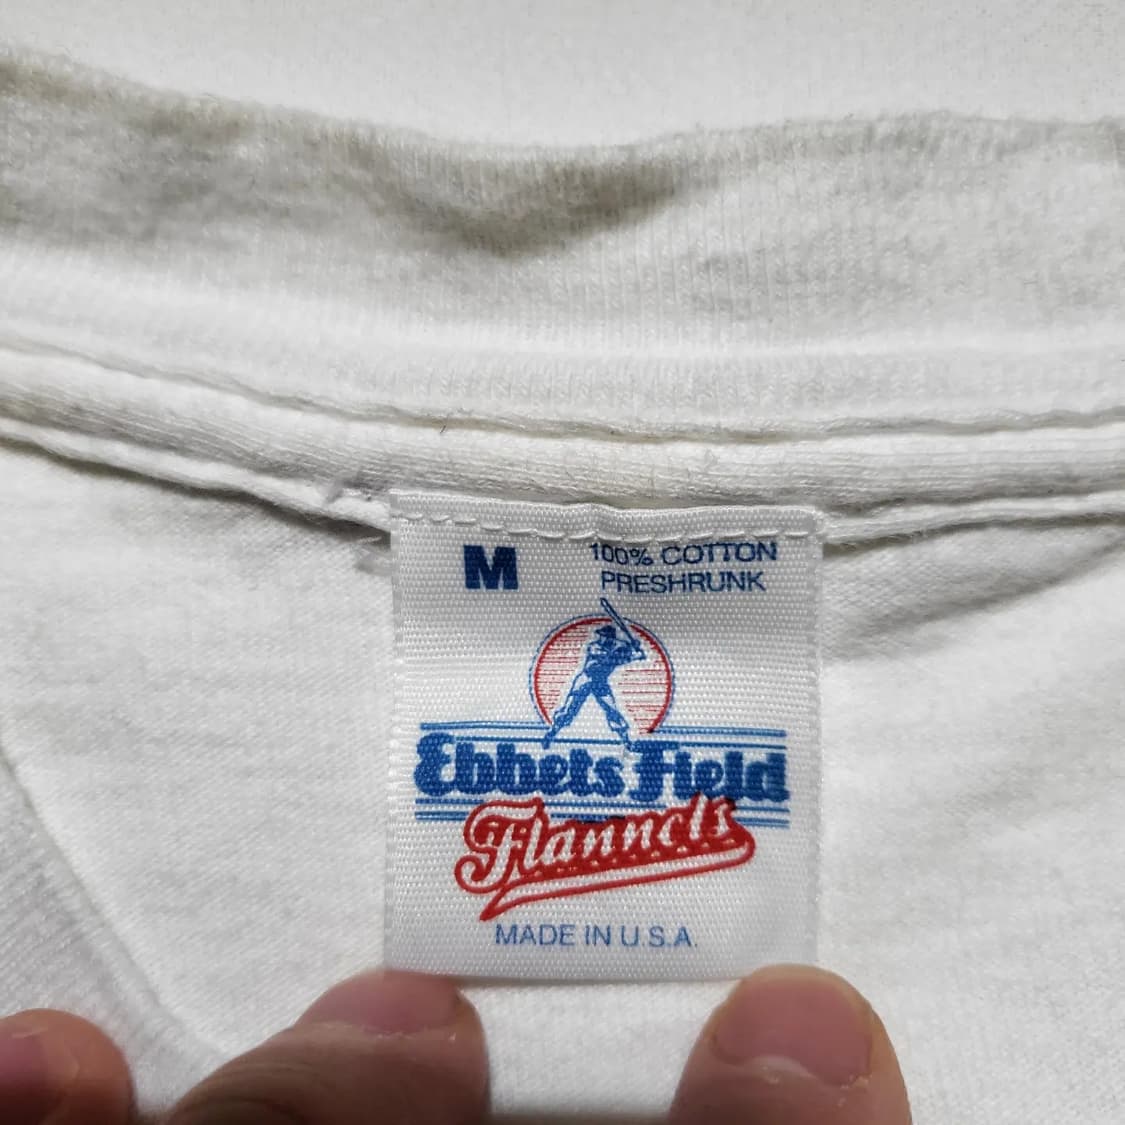 M
100% COTTON
PRESHRUNK
Ebbets Field
Flannels
MADE IN U.S.A.